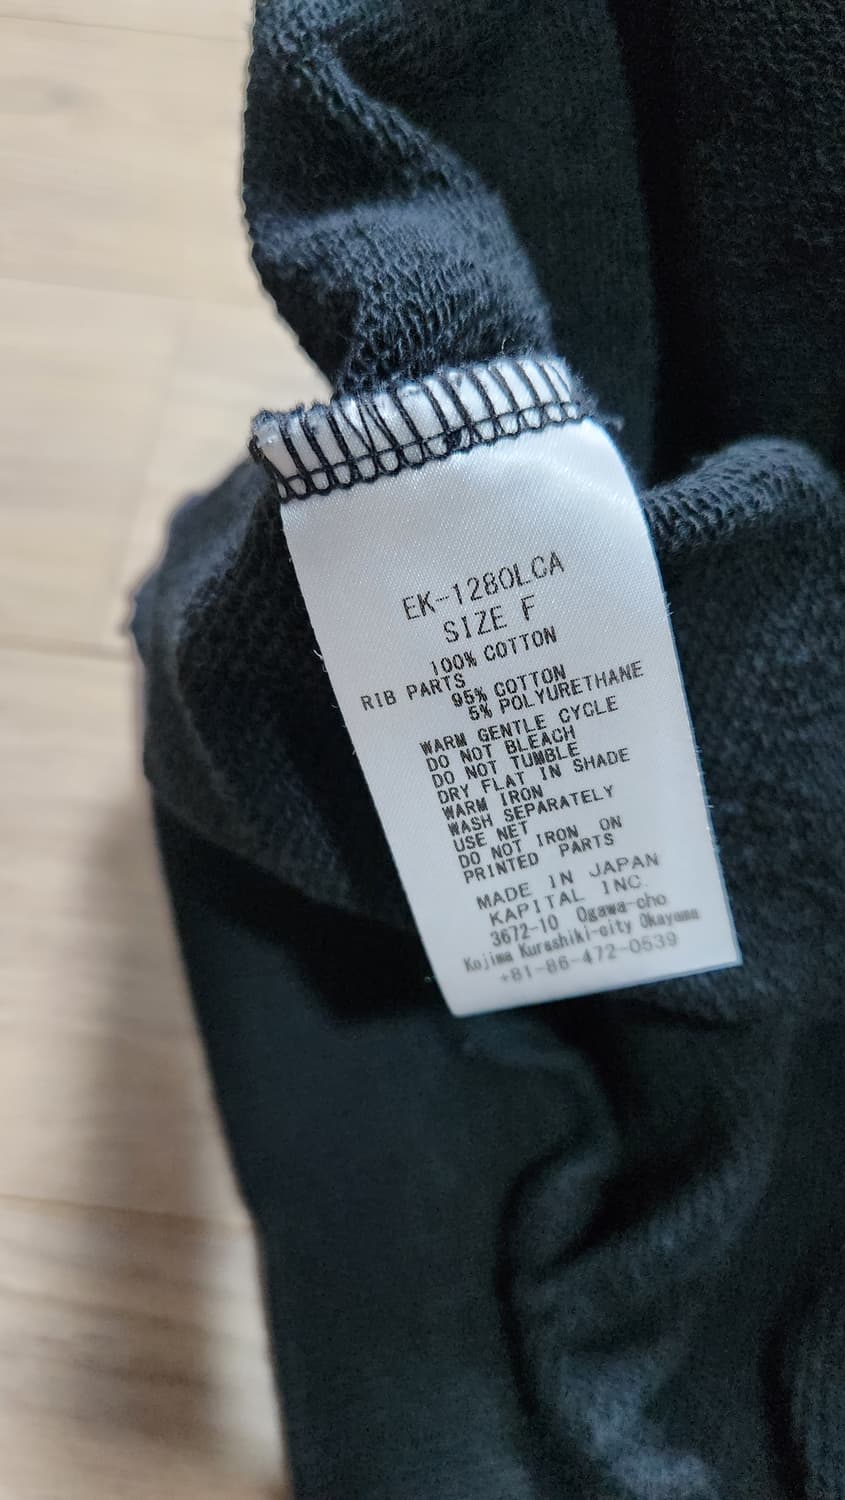 EK-1280LCA
SIZE F
100% COTTON
RIB PARTS
95% COTTON
5% POLYURETHANE
WARM GENTLE CYCLE
DO NOT BLEACH
DO NOT TUMBLE
DRY FLAT IN SHADE
WARM IRON
WASH SEPARATELY
USE NET
DO NOT IRON ON
PRINTED PARTS
MADE IN JAPAN
KAPITAL INC.
3672-10 Ogawa-cho
Kojima Kurashiki-city Okayama
+81-86-472-0539